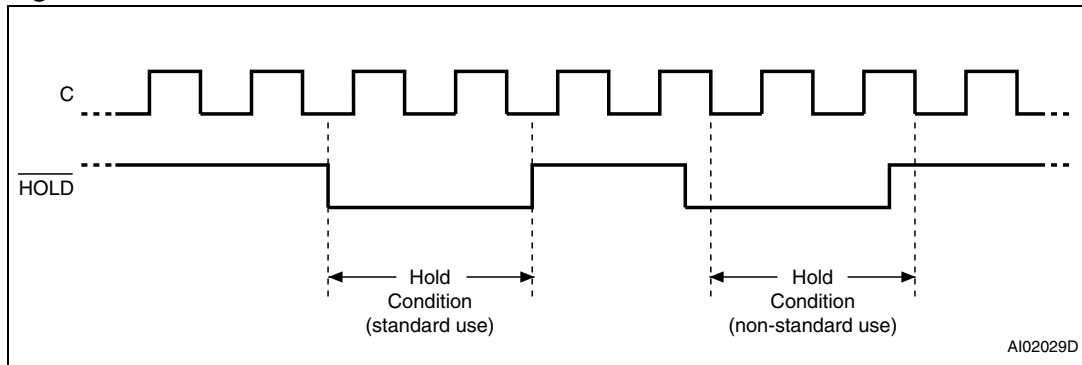 C
HOLD
Hold
Condition
(standard use)
Hold
Condition
(non-standard use)
AI02029D